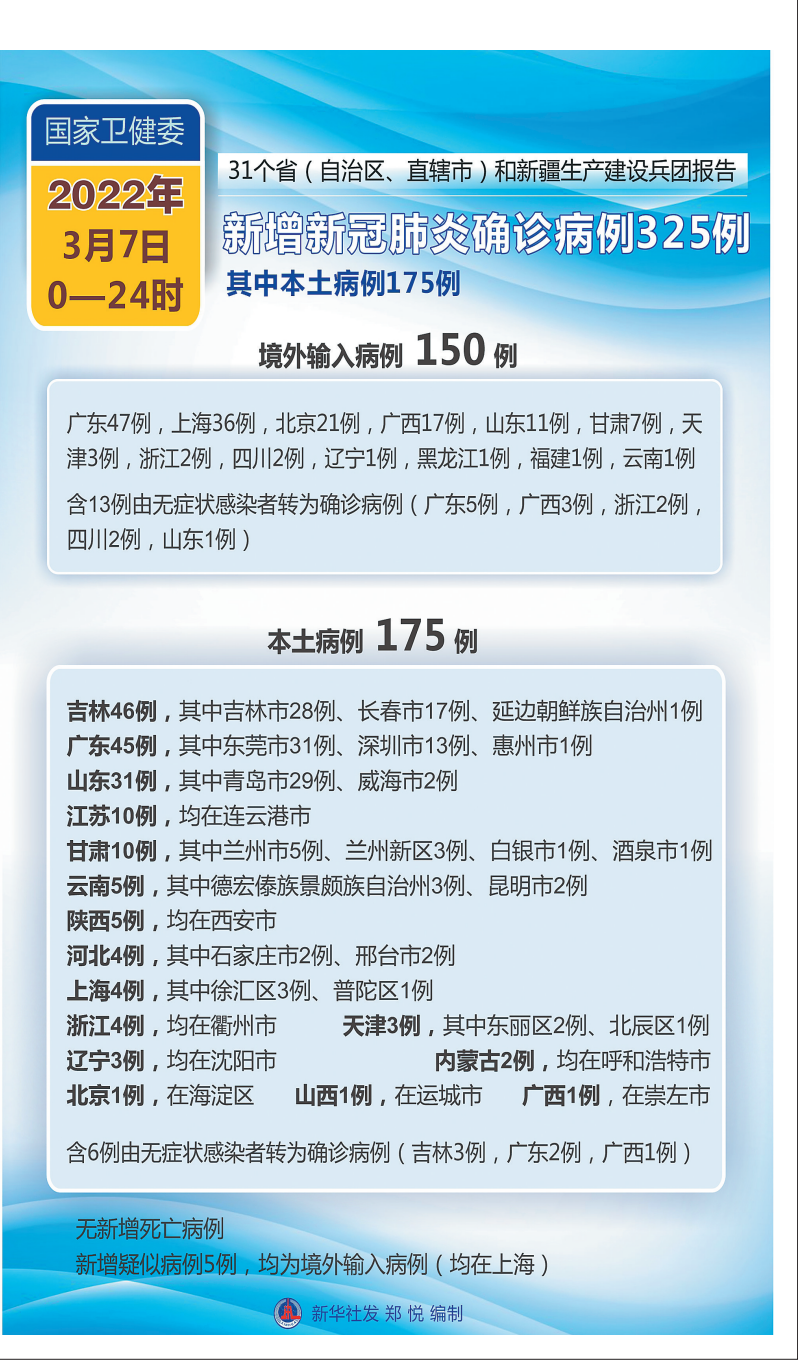 国家卫健委
2022年
3月7日
0—24时
31个省（自治区、直辖市）和新疆生产建设兵团报告
新增新冠肺炎确诊病例325例
其中本土病例175例
境外输入病例 150 例
广东47例，上海36例，北京21例，广西17例，山东11例，甘肃7例，天
津3例，浙江2例，四川2例，辽宁1例，黑龙江1例，福建1例，云南1例
含13例由无症状感染者转为确诊病例（广东5例，广西3例，浙江2例，
四川2例，山东1例）
本土病例 175 例
吉林46例，其中吉林市28例、长春市17例、延边朝鲜族自治州1例
广东45例，其中东莞市31例、深圳市13例、惠州市1例
山东31例，其中青岛市29例、威海市2例
江苏10例，均在连云港市
甘肃10例，其中兰州市5例、兰州新区3例、白银市1例、酒泉市1例
云南5例，其中德宏傣族景颇族自治州3例、昆明市2例
陕西5例，均在西安市
河北4例，其中石家庄市2例、邢台市2例
上海4例，其中徐汇区3例、普陀区1例
浙江4例，均在衢州市 天津3例，其中东丽区2例、北辰区1例
辽宁3例，均在沈阳市 内蒙古2例，均在呼和浩特市
北京1例，在海淀区 山西1例，在运城市 广西1例，在崇左市
含6例由无症状感染者转为确诊病例（吉林3例，广东2例，广西1例）
无新增死亡病例
新增疑似病例5例，均为境外输入病例（均在上海）
新华社发 郑 悦 编制